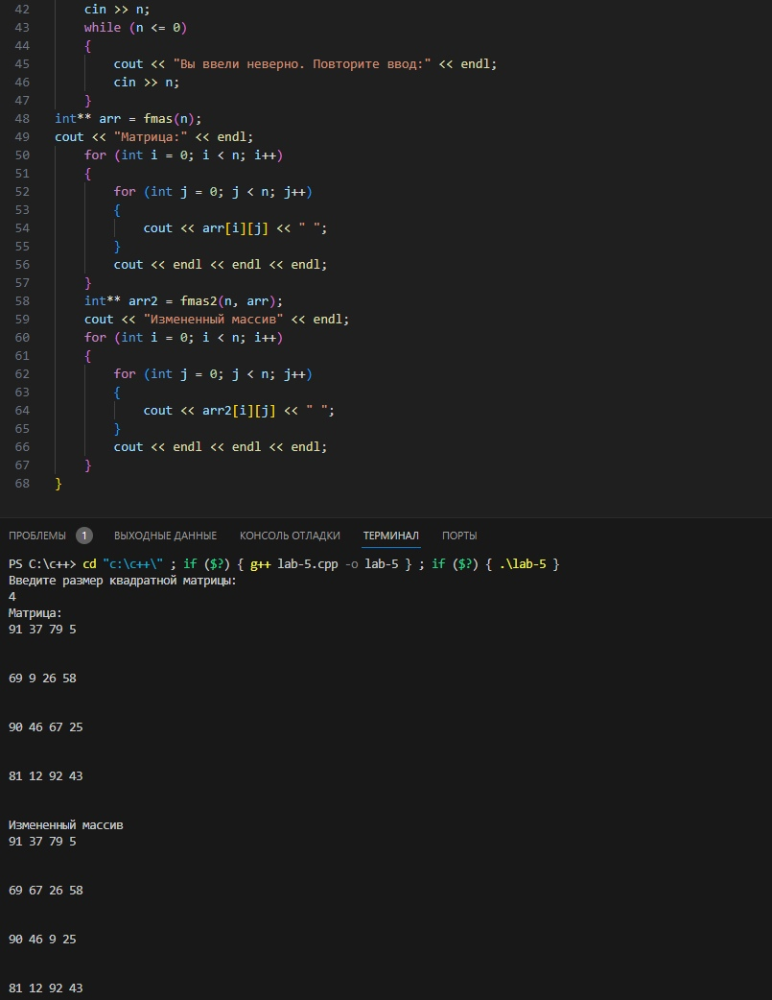 42 cin >> n;
43 while (n <= 0)
44 {
45 cout << "Вы ввели неверно. Повторите ввод:" << endl;
46 cin >> n;
47 }
48 int** arr = fmas(n);
49 cout << "Матрица:" << endl;
50 for (int i = 0; i < n; i++)
51 {
52 for (int j = 0; j < n; j++)
53 {
54 cout << arr[i][j] << " ";
55 }
56 cout << endl << endl << endl;
57 }
58 int** arr2 = fmas2(n, arr);
59 cout << "Измененный массив" << endl;
60 for (int i = 0; i < n; i++)
61 {
62 for (int j = 0; j < n; j++)
63 {
64 cout << arr2[i][j] << " ";
65 }
66 cout << endl << endl << endl;
67 }
68 }
ПРОБЛЕМЫ 1 ВЫХОДНЫЕ ДАННЫЕ КОНСОЛЬ ОТЛАДКИ ТЕРМИНАЛ ПОРТЫ
PS C:\c++> cd "c:\c++\" ; if ($?) { g++ lab-5.cpp -o lab-5 } ; if ($?) { .\lab-5 }
Введите размер квадратной матрицы:
4
Матрица:
91 37 79 5
69 9 26 58
90 46 67 25
81 12 92 43
Измененный массив
91 37 79 5
69 67 26 58
90 46 9 25
81 12 92 43